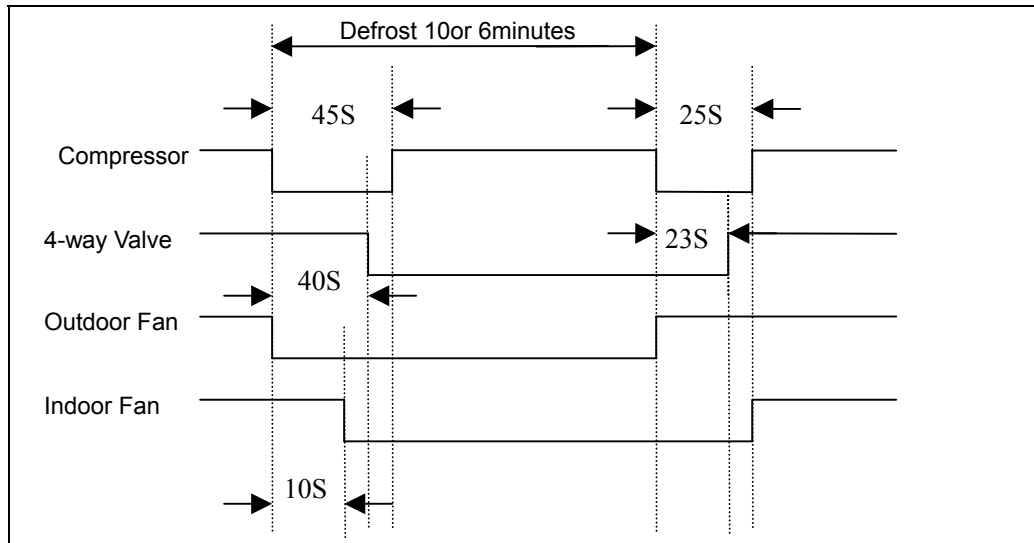 Defrost 10or 6minutes
45S
25S
Compressor
4-way Valve
23S
40S
Outdoor Fan
Indoor Fan
10S